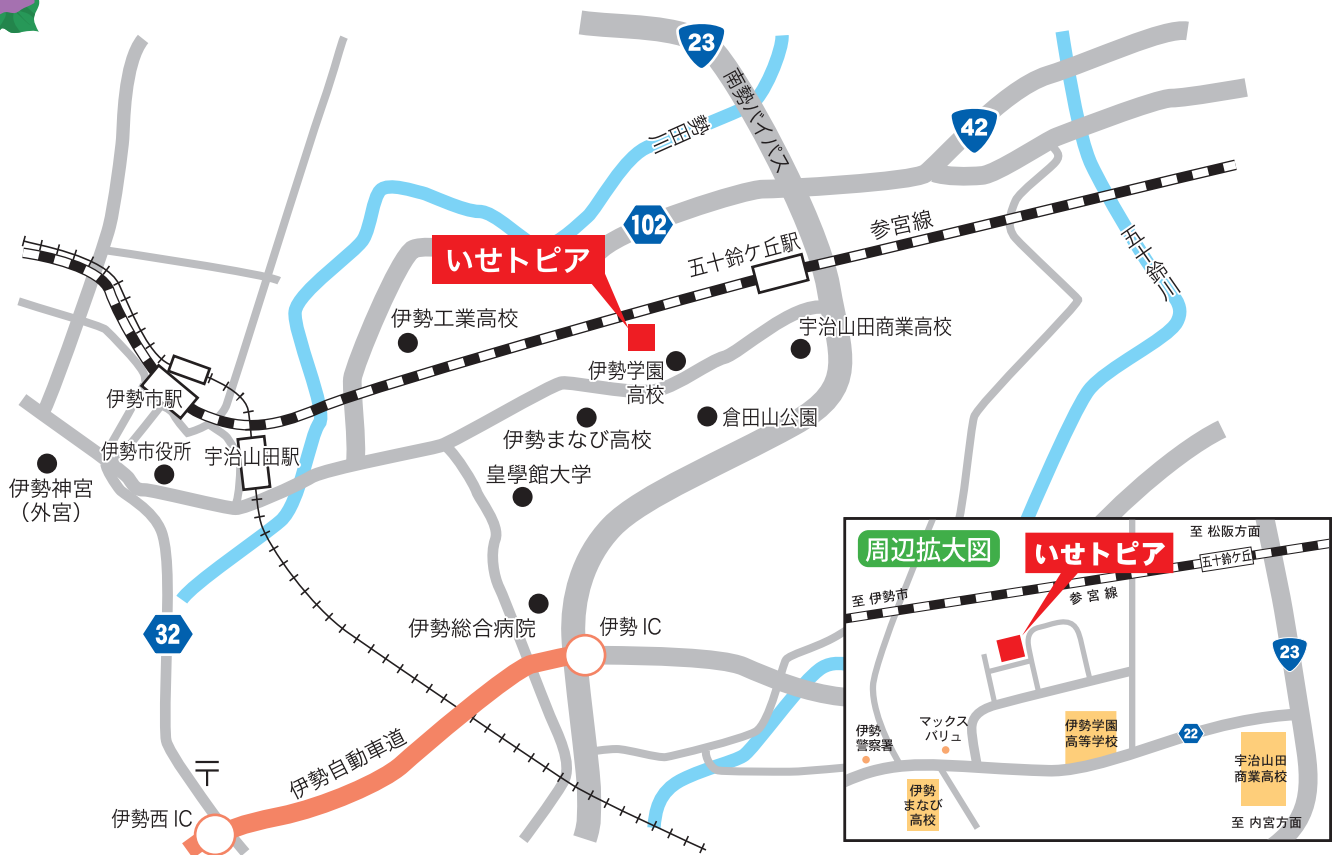 23
南勢バイパス
勢田川
42
102
参宮線
いせトピア
五十鈴ケ丘駅
五十鈴川
伊勢工業高校
宇治山田商業高校
伊勢学園
高校
伊勢市駅
倉田山公園
伊勢まなび高校
伊勢市役所
宇治山田駅
皇學館大学
伊勢神宮
（外宮）
伊勢総合病院
伊勢 IC
32
伊勢自動車道
〒
伊勢西 IC
周辺拡大図
いせトピア
至 松阪方面
五十鈴ケ丘
至 伊勢市
参宮線
23
マックス
バリュ
伊勢
警察署
伊勢学園
高等学校
22
宇治山田
商業高校
伊勢
まなび
高校
至 内宮方面